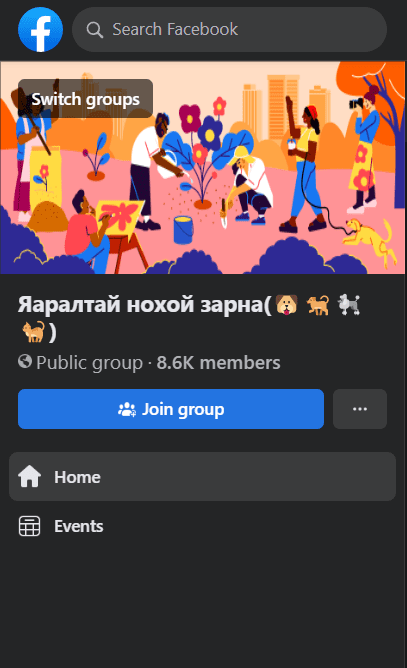 Search Facebook
Switch groups
Яаралтай нохой зарна(🐶 🐕 🐩
🐈)
Public group · 8.6K members
Join group
Home
Events